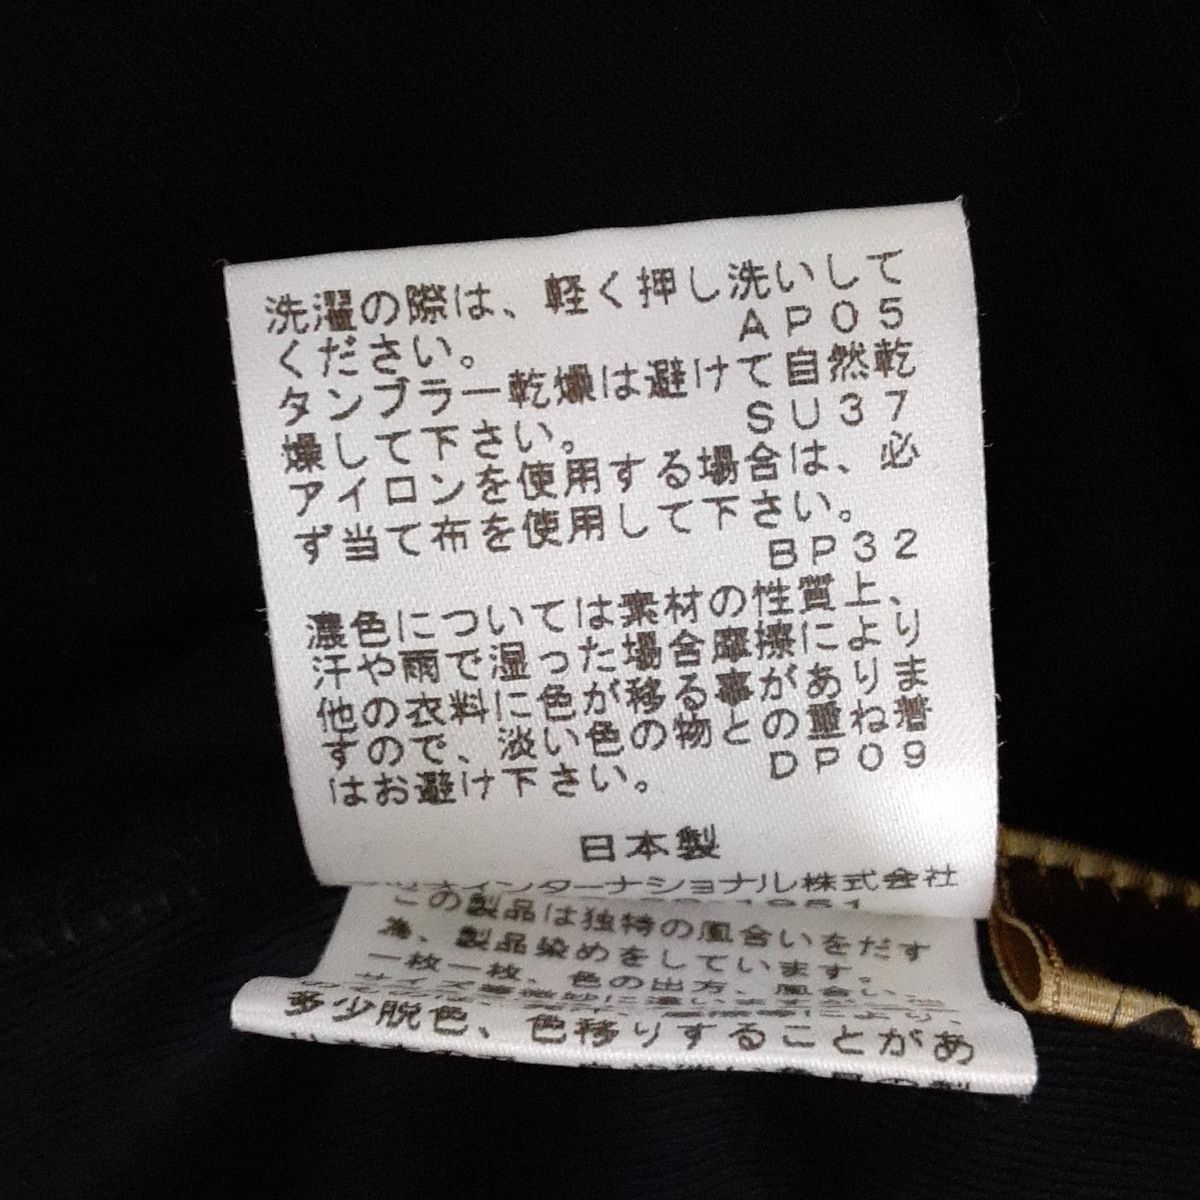 洗濯の際は、軽く押し洗いして
ください。 AP05
タンブラー乾燥は避けて自然乾
燥して下さい。 SU37
アイロンを使用する場合は、必
ず当て布を使用して下さい。
BP32
濃色については素材の性質上、
汗や雨で湿った場合摩擦により
他の衣料に色が移る事がありま
すので、淡い色の物との重ね着
はお避け下さい。 DP09
日本製
インターナショナル株式会社
この製品は独特の風合いをだす
為、製品染めをしています。
一枚一枚、色の出方、風合い、
多少脱色、色移りすることがあ